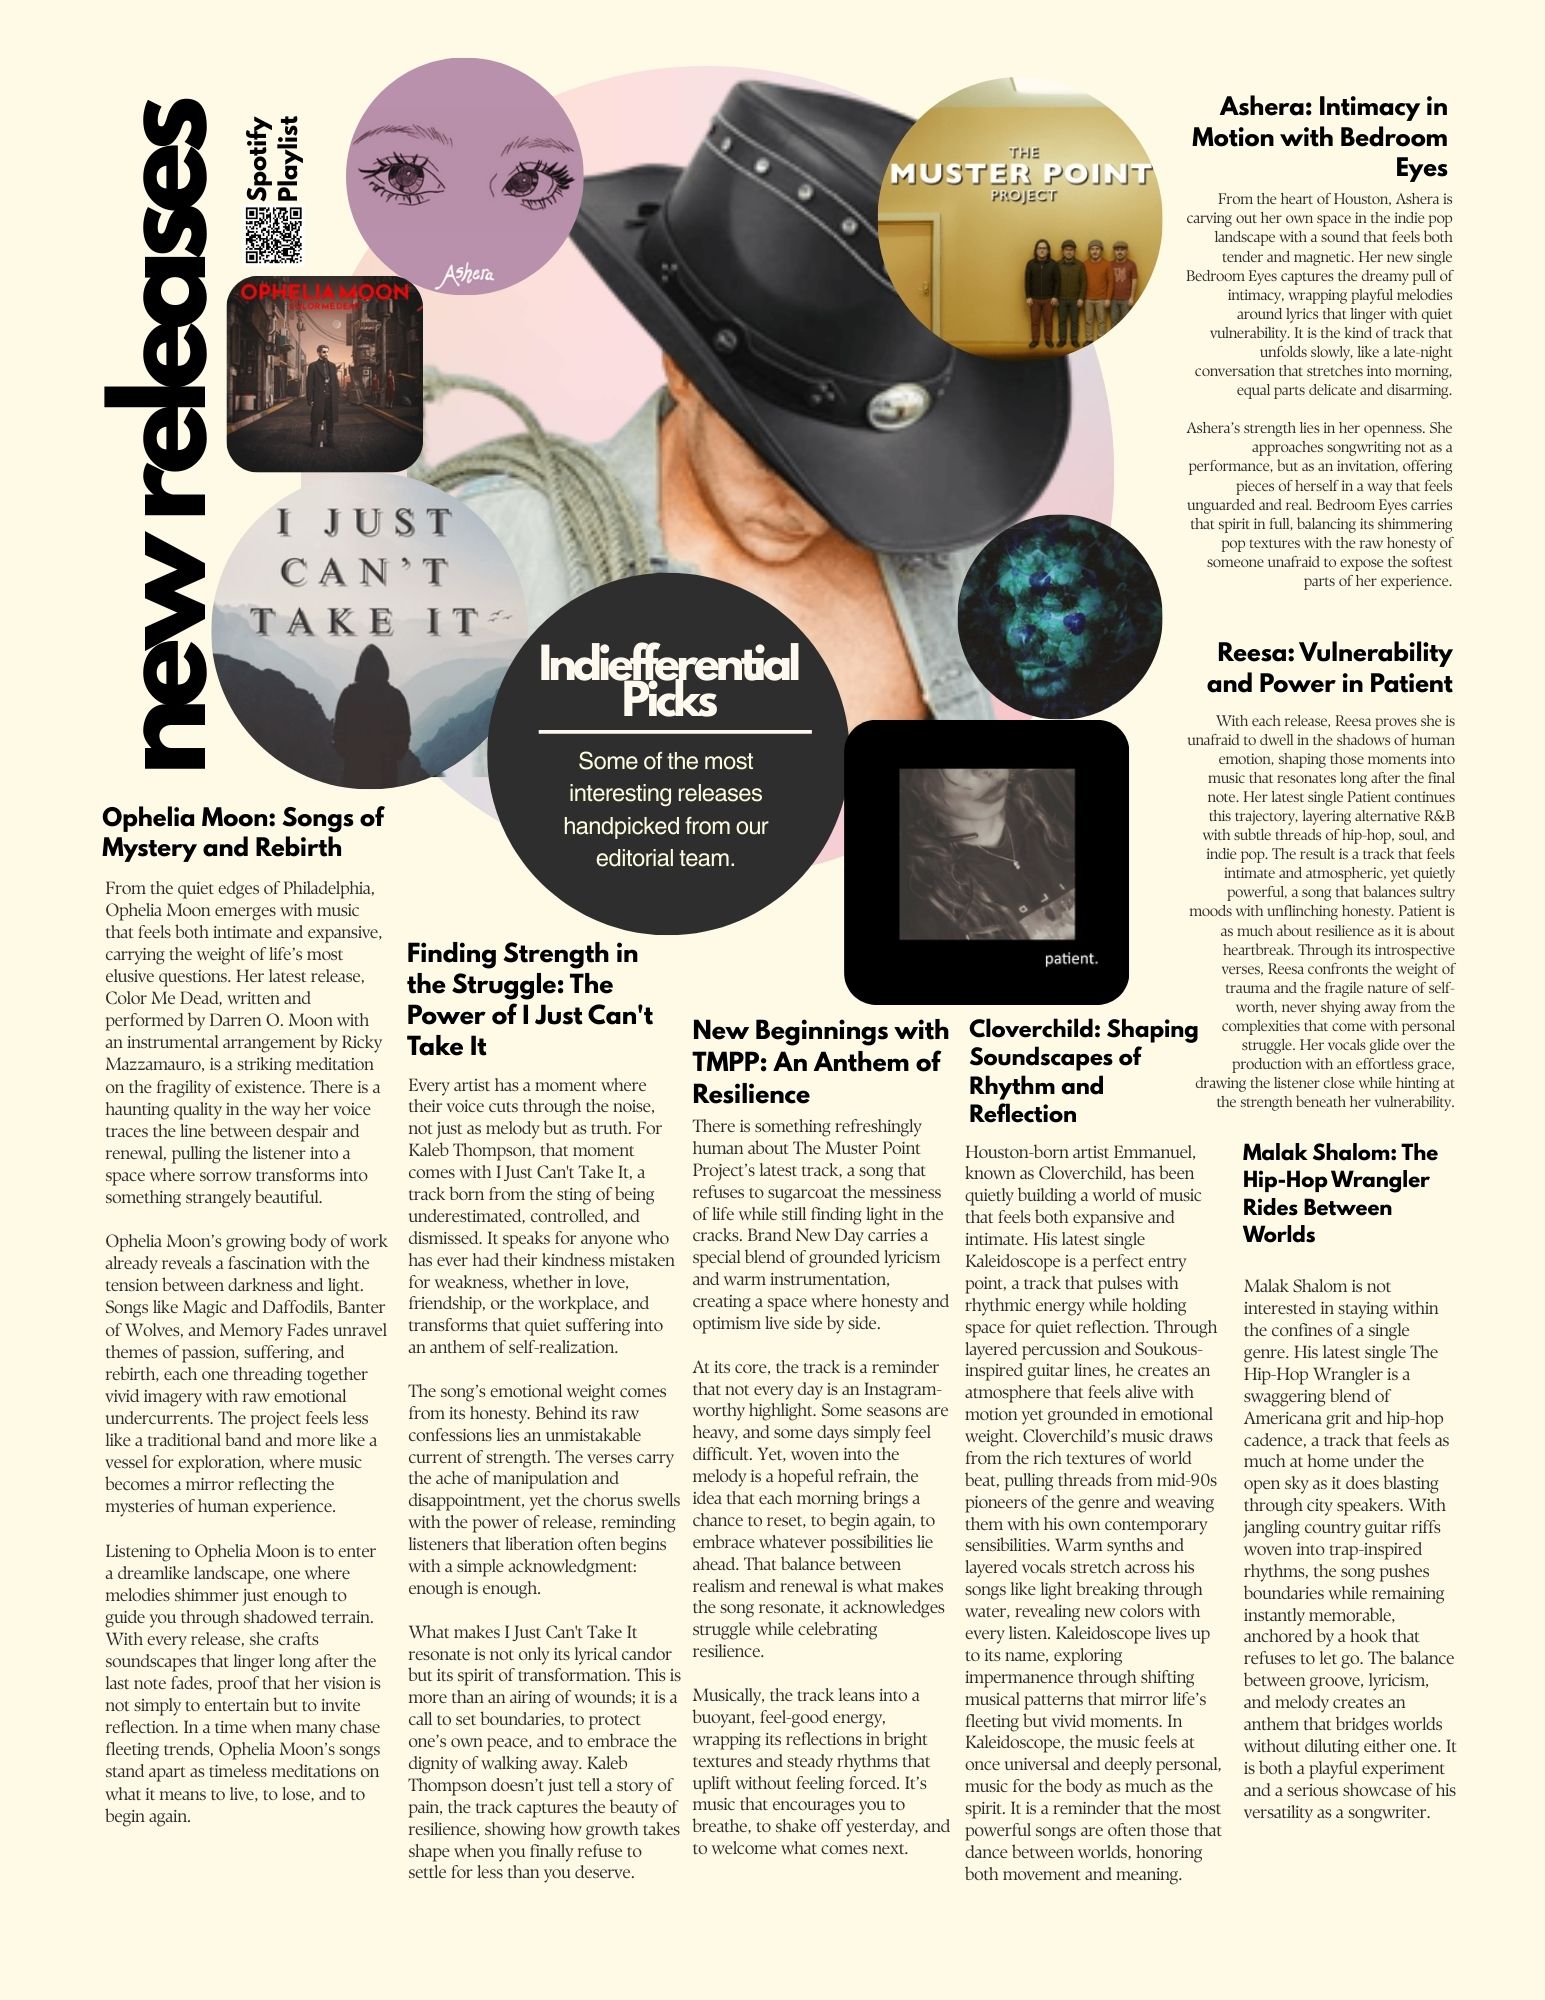 new releases
Spotify
Playlist
Ashera
OPHELIA MOON
COLOR ME DEAD
I JUST
CAN'T
TAKE IT
THE
MUSTER POINT
PROJECT
Indiefferential
Picks
Some of the most
interesting releases
handpicked from our
editorial team.
patient.
Ophelia Moon: Songs of
Mystery and Rebirth
From the quiet edges of Philadelphia,
Ophelia Moon emerges with music
that feels both intimate and expansive,
carrying the weight of life's most
elusive questions. Her latest release,
Color Me Dead, written and
performed by Darren O. Moon with
an instrumental arrangement by Ricky
Mazzamauro, is a striking meditation
on the fragility of existence. There is a
haunting quality in the way her voice
traces the line between despair and
renewal, pulling the listener into a
space where sorrow transforms into
something strangely beautiful.
Ophelia Moon's growing body of work
already reveals a fascination with the
tension between darkness and light.
Songs like Magic and Daffodils, Banter
of Wolves, and Memory Fades unravel
themes of passion, suffering, and
rebirth, each one threading together
vivid imagery with raw emotional
undercurrents. The project feels less
like a traditional band and more like a
vessel for exploration, where music
becomes a mirror reflecting the
mysteries of human experience.
Listening to Ophelia Moon is to enter
a dreamlike landscape, one where
melodies shimmer just enough to
guide you through shadowed terrain.
With every release, she crafts
soundscapes that linger long after the
last note fades, proof that her vision is
not simply to entertain but to invite
reflection. In a time when many chase
fleeting trends, Ophelia Moon's songs
stand apart as timeless meditations on
what it means to live, to lose, and to
begin again.
Finding Strength in
the Struggle: The
Power of I Just Can't
Take It
Every artist has a moment where
their voice cuts through the noise,
not just as melody but as truth. For
Kaleb Thompson, that moment
comes with I Just Can't Take It, a
track born from the sting of being
underestimated, controlled, and
dismissed. It speaks for anyone who
has ever had their kindness mistaken
for weakness, whether in love,
friendship, or the workplace, and
transforms that quiet suffering into
an anthem of self-realization.
The song's emotional weight comes
from its honesty. Behind its raw
confessions lies an unmistakable
current of strength. The verses carry
the ache of manipulation and
disappointment, yet the chorus swells
with the power of release, reminding
listeners that liberation often begins
with a simple acknowledgment:
enough is enough.
What makes I Just Can't Take It
resonate is not only its lyrical candor
but its spirit of transformation. This is
more than an airing of wounds; it is a
call to set boundaries, to protect
one's own peace, and to embrace the
dignity of walking away. Kaleb
Thompson doesn't just tell a story of
pain, the track captures the beauty of
resilience, showing how growth takes
shape when you finally refuse to
settle for less than you deserve.
New Beginnings with
TMPP: An Anthem of
Resilience
There is something refreshingly
human about The Muster Point
Project's latest track, a song that
refuses to sugarcoat the messiness
of life while still finding light in the
cracks. Brand New Day carries a
special blend of grounded lyricism
and warm instrumentation,
creating a space where honesty and
optimism live side by side.
At its core, the track is a reminder
that not every day is an Instagram-
worthy highlight. Some seasons are
heavy, and some days simply feel
difficult. Yet, woven into the
melody is a hopeful refrain, the
idea that each morning brings a
chance to reset, to begin again, to
embrace whatever possibilities lie
ahead. That balance between
realism and renewal is what makes
the song resonate, it acknowledges
struggle while celebrating
resilience.
Musically, the track leans into a
buoyant, feel-good energy,
wrapping its reflections in bright
textures and steady rhythms that
uplift without feeling forced. It's
music that encourages you to
breathe, to shake off yesterday, and
to welcome what comes next.
Cloverchild: Shaping
Soundscapes of
Rhythm and
Reflection
Houston-born artist Emmanuel,
known as Cloverchild, has been
quietly building a world of music
that feels both expansive and
intimate. His latest single
Kaleidoscope is a perfect entry
point, a track that pulses with
rhythmic energy while holding
space for quiet reflection. Through
layered percussion and Soukous-
inspired guitar lines, he creates an
atmosphere that feels alive with
motion yet grounded in emotional
weight. Cloverchild's music draws
from the rich textures of world
beat, pulling threads from mid-90s
pioneers of the genre and weaving
them with his own contemporary
sensibilities. Warm synths and
layered vocals stretch across his
songs like light breaking through
water, revealing new colors with
every listen. Kaleidoscope lives up
to its name, exploring
impermanence through shifting
musical patterns that mirror life's
fleeting but vivid moments. In
Kaleidoscope, the music feels at
once universal and deeply personal,
music for the body as much as the
spirit. It is a reminder that the most
powerful songs are often those that
dance between worlds, honoring
both movement and meaning.
Ashera: Intimacy in
Motion with Bedroom
Eyes
From the heart of Houston, Ashera is
carving out her own space in the indie pop
landscape with a sound that feels both
tender and magnetic. Her new single
Bedroom Eyes captures the dreamy pull of
intimacy, wrapping playful melodies
around lyrics that linger with quiet
vulnerability. It is the kind of track that
unfolds slowly, like a late-night
conversation that stretches into morning,
equal parts delicate and disarming.
Ashera's strength lies in her openness. She
approaches songwriting not as a
performance, but as an invitation, offering
pieces of herself in a way that feels
unguarded and real. Bedroom Eyes carries
that spirit in full, balancing its shimmering
pop textures with the raw honesty of
someone unafraid to expose the softest
parts of her experience.
Reesa: Vulnerability
and Power in Patient
With each release, Reesa proves she is
unafraid to dwell in the shadows of human
emotion, shaping those moments into
music that resonates long after the final
note. Her latest single Patient continues
this trajectory, layering alternative R&B
with subtle threads of hip-hop, soul, and
indie pop. The result is a track that feels
intimate and atmospheric, yet quietly
powerful, a song that balances sultry
moods with unflinching honesty. Patient is
as much about resilience as it is about
heartbreak. Through its introspective
verses, Reesa confronts the weight of
trauma and the fragile nature of self-
worth, never shying away from the
complexities that come with personal
struggle. Her vocals glide over the
production with an effortless grace,
drawing the listener close while hinting at
the strength beneath her vulnerability.
Malak Shalom: The
Hip-Hop Wrangler
Rides Between
Worlds
Malak Shalom is not
interested in staying within
the confines of a single
genre. His latest single The
Hip-Hop Wrangler is a
swaggering blend of
Americana grit and hip-hop
cadence, a track that feels as
much at home under the
open sky as it does blasting
through city speakers. With
jangling country guitar riffs
woven into trap-inspired
rhythms, the song pushes
boundaries while remaining
instantly memorable,
anchored by a hook that
refuses to let go. The balance
between groove, lyricism,
and melody creates an
anthem that bridges worlds
without diluting either one. It
is both a playful experiment
and a serious showcase of his
versatility as a songwriter.